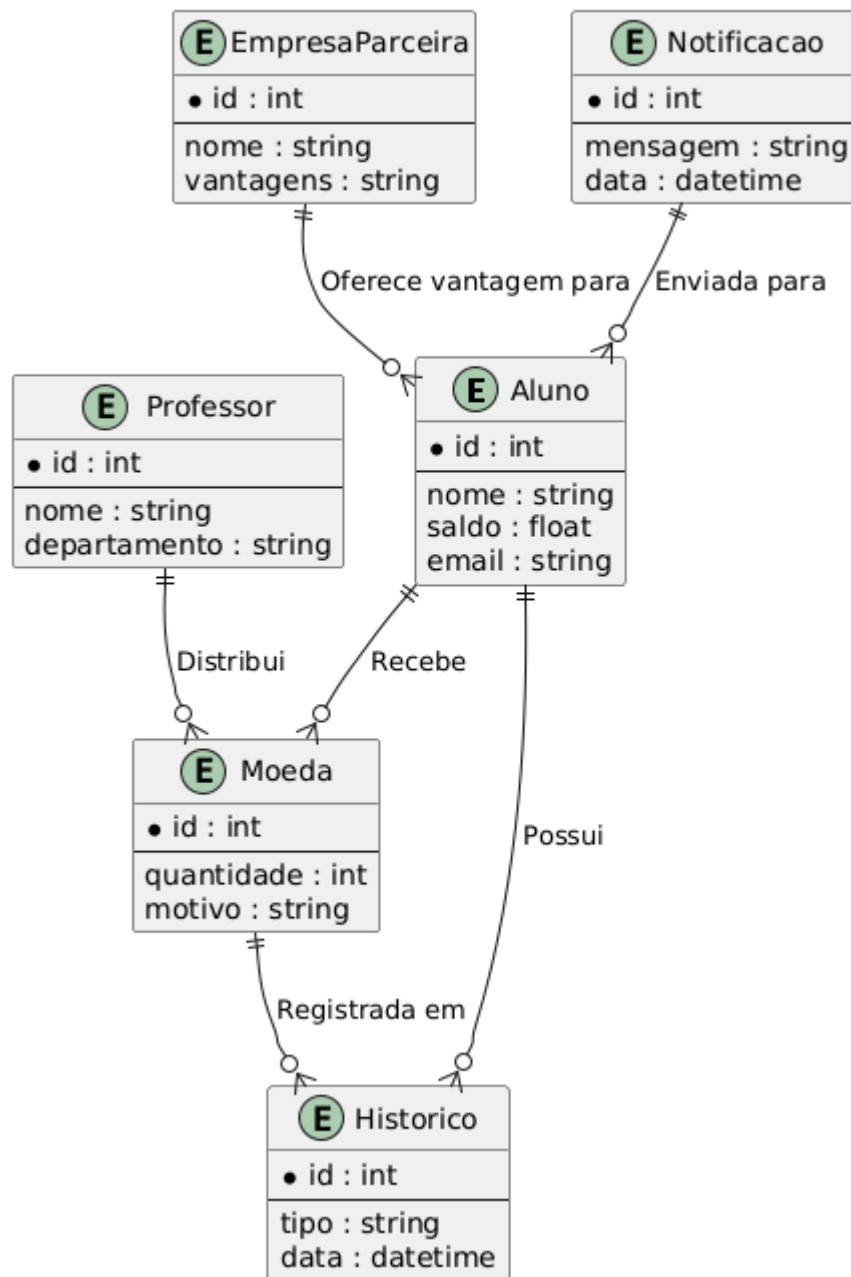 E EmpresaParceira
id : int
nome : string
vantagens : string
E Notificacao
id : int
mensagem : string
data : datetime
Oferece vantagem para
Enviada para
E Professor
id : int
nome : string
departamento : string
E Aluno
id : int
nome : string
saldo : float
email : string
Distribui
Recebe
E Moeda
id : int
quantidade : int
motivo : string
Possui
Registrada em
E Historico
id : int
tipo : string
data : datetime